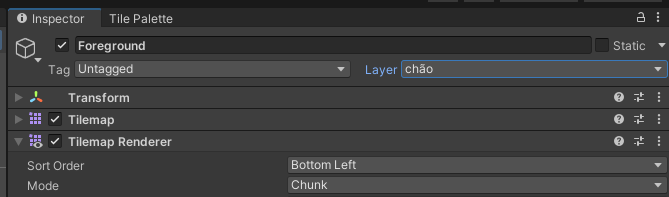 Inspector Tile Palette
Foreground Static
Tag Untagged Layer chão
Transform
Tilemap
Tilemap Renderer
Sort Order Bottom Left
Mode Chunk